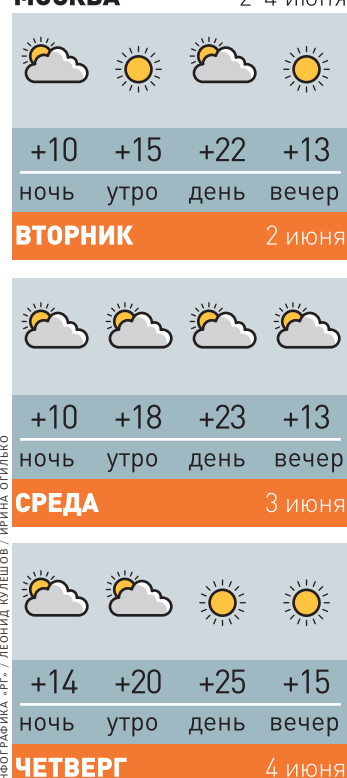 МОСКВА 2–4 июня
+10 +15 +22 +13
ночь утро день вечер
ВТОРНИК 2 июня
+10 +18 +23 +13
ночь утро день вечер
СРЕДА 3 июня
+14 +20 +25 +15
ночь утро день вечер
ЧЕТВЕРГ 4 июня
НФОГРАФИКА «РГ» / ЛЕОНИД КУЛЕШОВ / ИРИНА ОГИЛЬКО